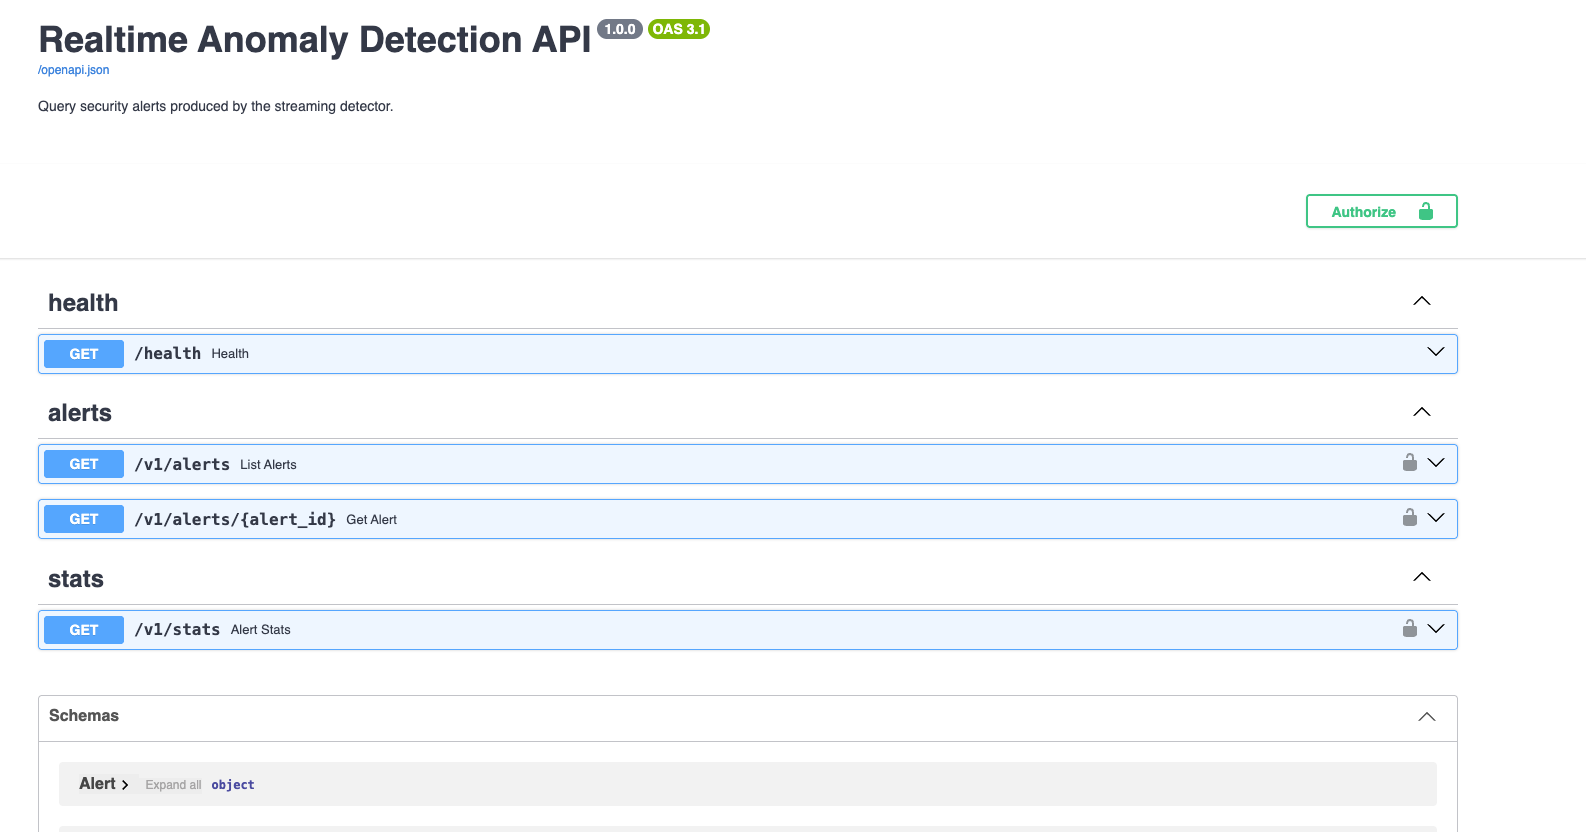 Realtime Anomaly Detection API 1.0.0 OAS 3.1
/openapi.json
Query security alerts produced by the streaming detector.
Authorize
health
GET /health Health
alerts
GET /v1/alerts List Alerts
GET /v1/alerts/{alert_id} Get Alert
stats
GET /v1/stats Alert Stats
Schemas
Alert Expand all object